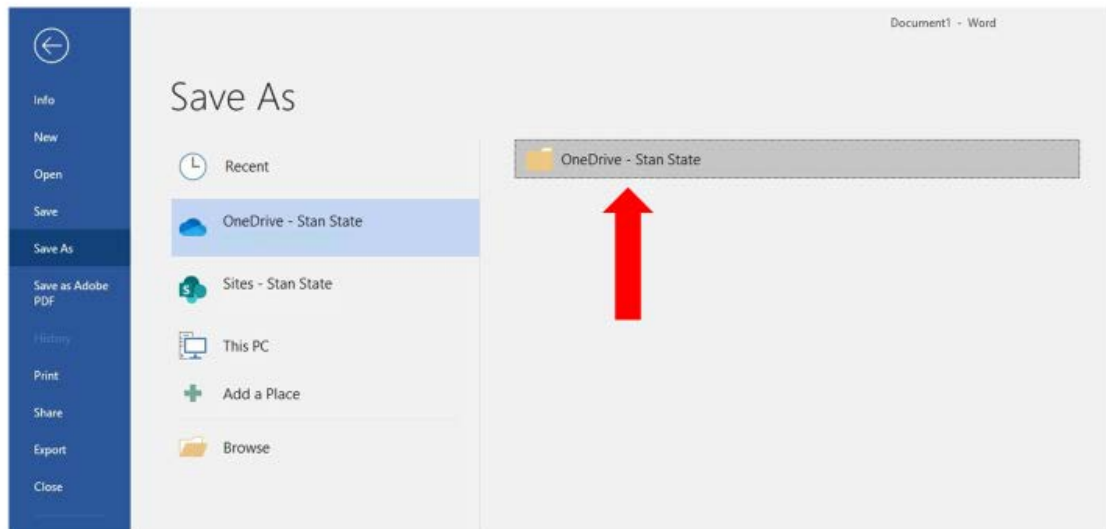 Document1 - Word
Info
New
Open
Save
Save As
Save as Adobe
PDF
History
Print
Share
Export
Close
Save As
Recent
OneDrive - Stan State
Sites - Stan State
This PC
Add a Place
Browse
OneDrive - Stan State